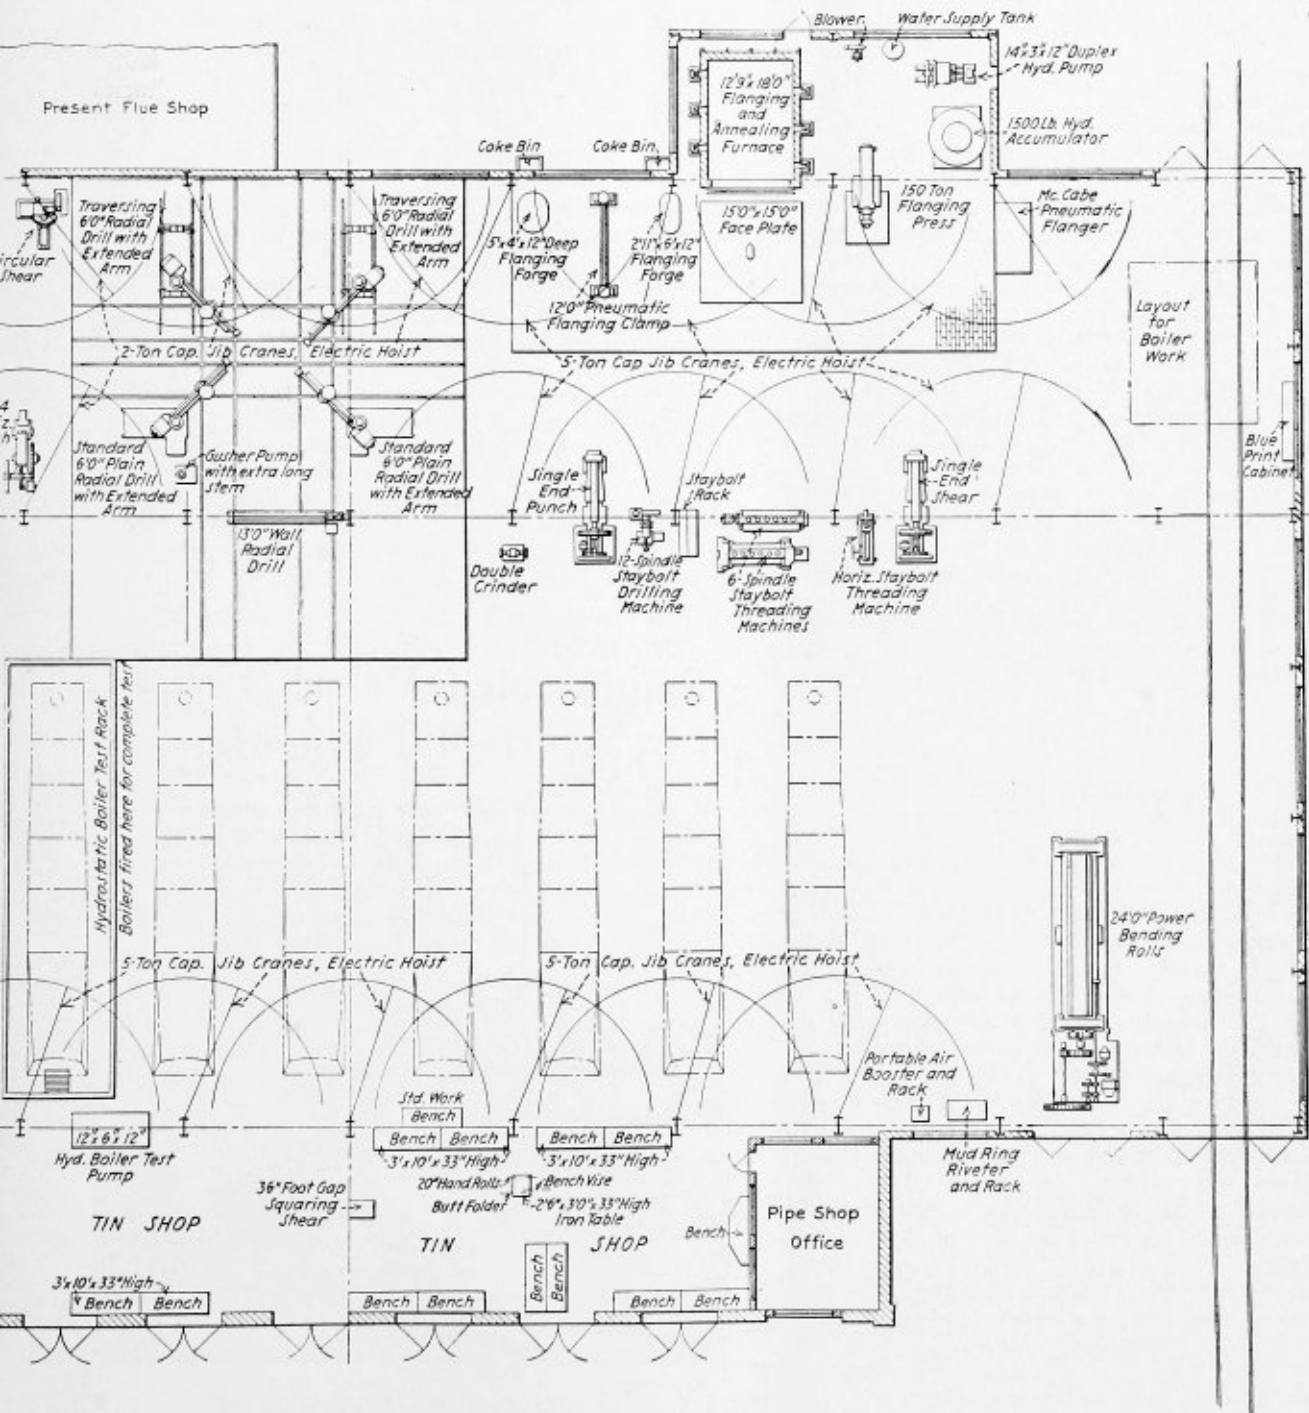 Blower
Water Supply Tank
14"x3"x12" Duplex
Hyd. Pump
Present Flue Shop
12'9"x 18'0"
Flanging
and
Annealing
Furnace
1500 Lb. Hyd.
Accumulator
Coke Bin
Coke Bin
Traversing
6'0" Radial
Drill with
Extended
Arm
Traversing
6'0" Radial
Drill with
Extended
Arm
ircular
Shear
5'x4'x12" Deep
Flanging
Forge
2'11"x 6'x12"
Flanging
Forge
15'0"x 15'0"
Face Plate
150 Ton
Flanging
Press
Mc. Cabe
Pneumatic
Flanger
12'0" Pneumatic
Flanging Clamp
Layout
for
Boiler
Work
2-Ton Cap. Jib Cranes, Electric Hoist
5-Ton Cap Jib Cranes, Electric Hoist
Standard
6'0" Plain
Radial Drill
with Extended
Arm
Gusher Pump
with extra long
stem
Standard
6'0" Plain
Radial Drill
with Extended
Arm
Single
End
Punch
Staybolt
Rack
Single
End
Shear
Blue
Print
Cabinet
13'0" Wall
Radial
Drill
Double
Grinder
12-Spindle
Staybolt
Drilling
Machine
6-Spindle
Staybolt
Threading
Machines
Horiz. Staybolt
Threading
Machine
Hydrostatic Boiler Test Rack
Boilers fired here for complete test
24'0" Power
Bending
Rolls
5-Ton Cap. Jib Cranes, Electric Hoist
5-Ton Cap. Jib Cranes, Electric Hoist
Portable Air
Booster and
Rack
Std. Work
Bench
12"x 6"x 12"
Hyd. Boiler Test
Pump
Bench Bench
3'x10'x 33" High
Bench Bench
3'x10'x 33" High
Mud Ring
Riveter
and Rack
20" Hand Rolls
Bench Vise
Butt Folder
2'6"x3'0"x 33" High
Iron Table
36" Foot Gap
Squaring
Shear
TIN SHOP
TIN SHOP
Bench
Pipe Shop
Office
3'x10'x 33" High
Bench Bench
Bench Bench
Bench
Bench
Bench Bench